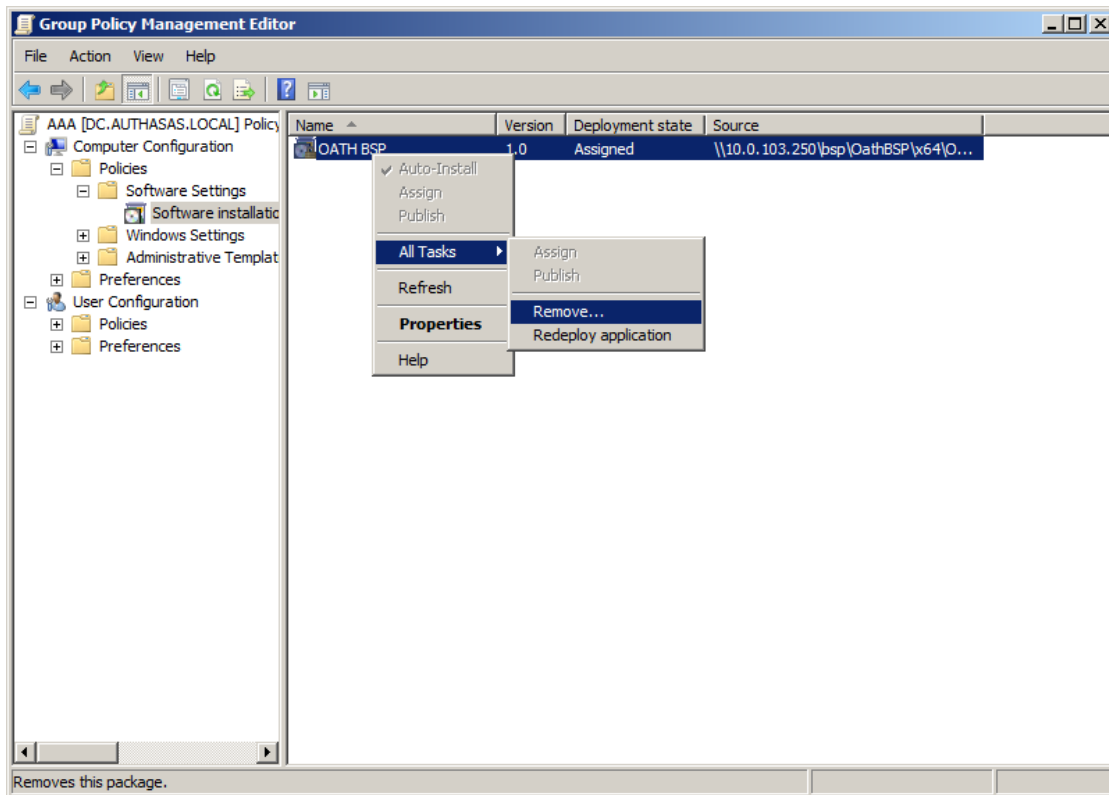 Group Policy Management Editor
File Action View Help
AAA [DC.AUTHASAS.LOCAL] Policy
Computer Configuration
Policies
Software Settings
Software installatio
Windows Settings
Administrative Templat
Preferences
User Configuration
Policies
Preferences
Name Version Deployment state Source
OATH BSP 1.0 Assigned \\10.0.103.250\bsp\OathBSP\x64\O...
Auto-Install
Assign
Publish
All Tasks
Refresh
Properties
Help
Assign
Publish
Remove...
Redeploy application
Removes this package.